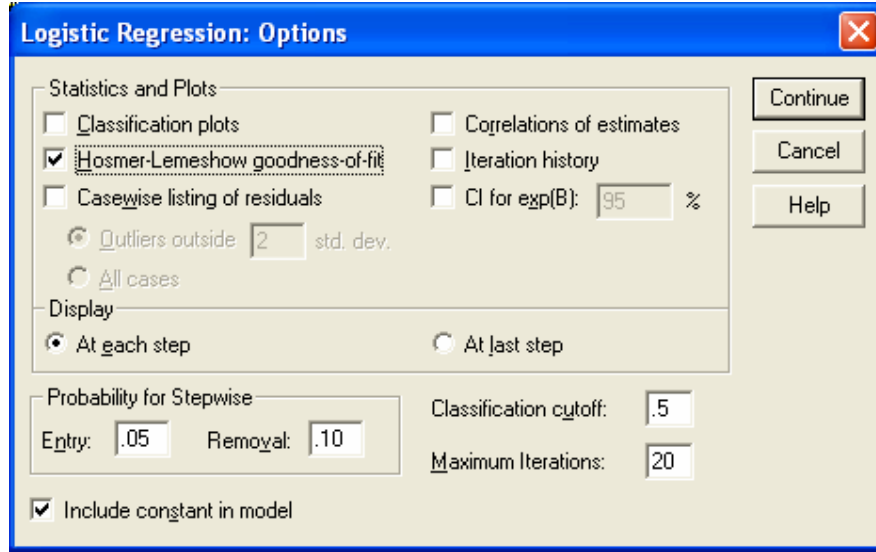 Logistic Regression: Options
Statistics and Plots
Classification plots
Hosmer-Lemeshow goodness-of-fit
Casewise listing of residuals
Outliers outside 2 std. dev.
All cases
Correlations of estimates
Iteration history
CI for exp(B): 95 %
Continue
Cancel
Help
Display
At each step
At last step
Probability for Stepwise
Entry: .05 Removal: .10
Classification cutoff: .5
Maximum Iterations: 20
Include constant in model